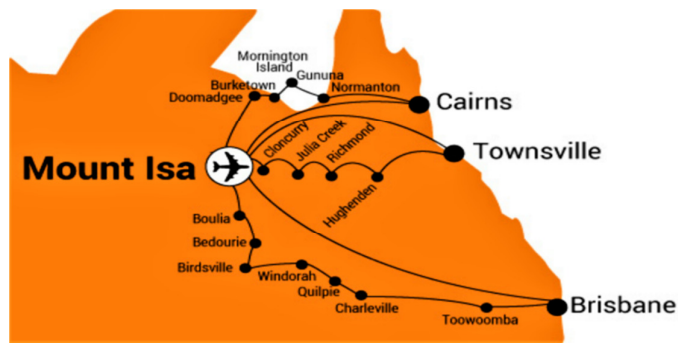 Mornington
Island
Gununa
Burketown
Normanton
Doomadgee
Cairns
Cloncurry
Julia Creek
Richmond
Townsville
Mount Isa
Hughenden
Boulia
Bedourie
Birdsville
Windorah
Quilpie
Charleville
Brisbane
Toowoomba